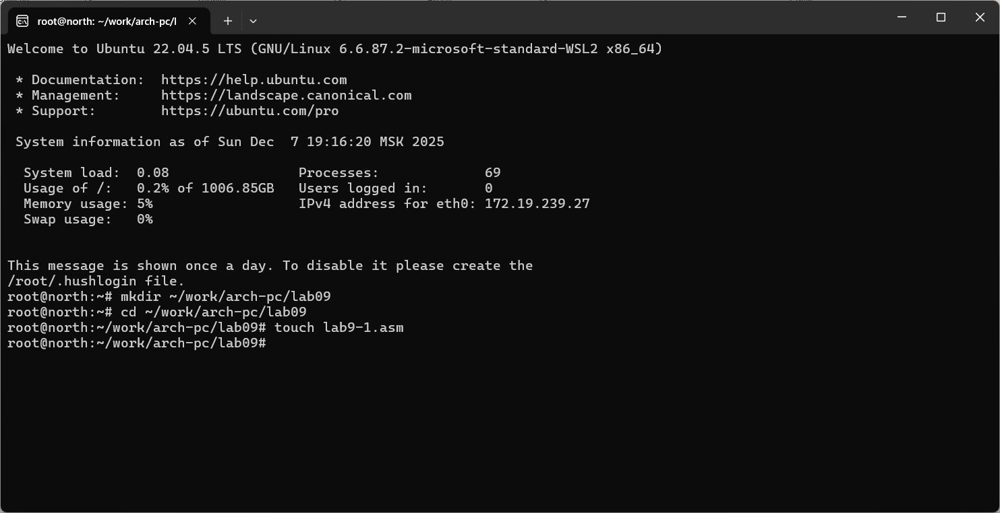 root@north: ~/work/arch-pc/l
Welcome to Ubuntu 22.04.5 LTS (GNU/Linux 6.6.87.2-microsoft-standard-WSL2 x86_64)
* Documentation:  https://help.ubuntu.com
* Management:     https://landscape.canonical.com
* Support:        https://ubuntu.com/pro
System information as of Sun Dec  7 19:16:20 MSK 2025
System load:  0.08                Processes:             69
Usage of /:   0.2% of 1006.85GB   Users logged in:       0
Memory usage: 5%                  IPv4 address for eth0: 172.19.239.27
Swap usage:   0%
This message is shown once a day. To disable it please create the
/root/.hushlogin file.
root@north:~# mkdir ~/work/arch-pc/lab09
root@north:~# cd ~/work/arch-pc/lab09
root@north:~/work/arch-pc/lab09# touch lab9-1.asm
root@north:~/work/arch-pc/lab09#